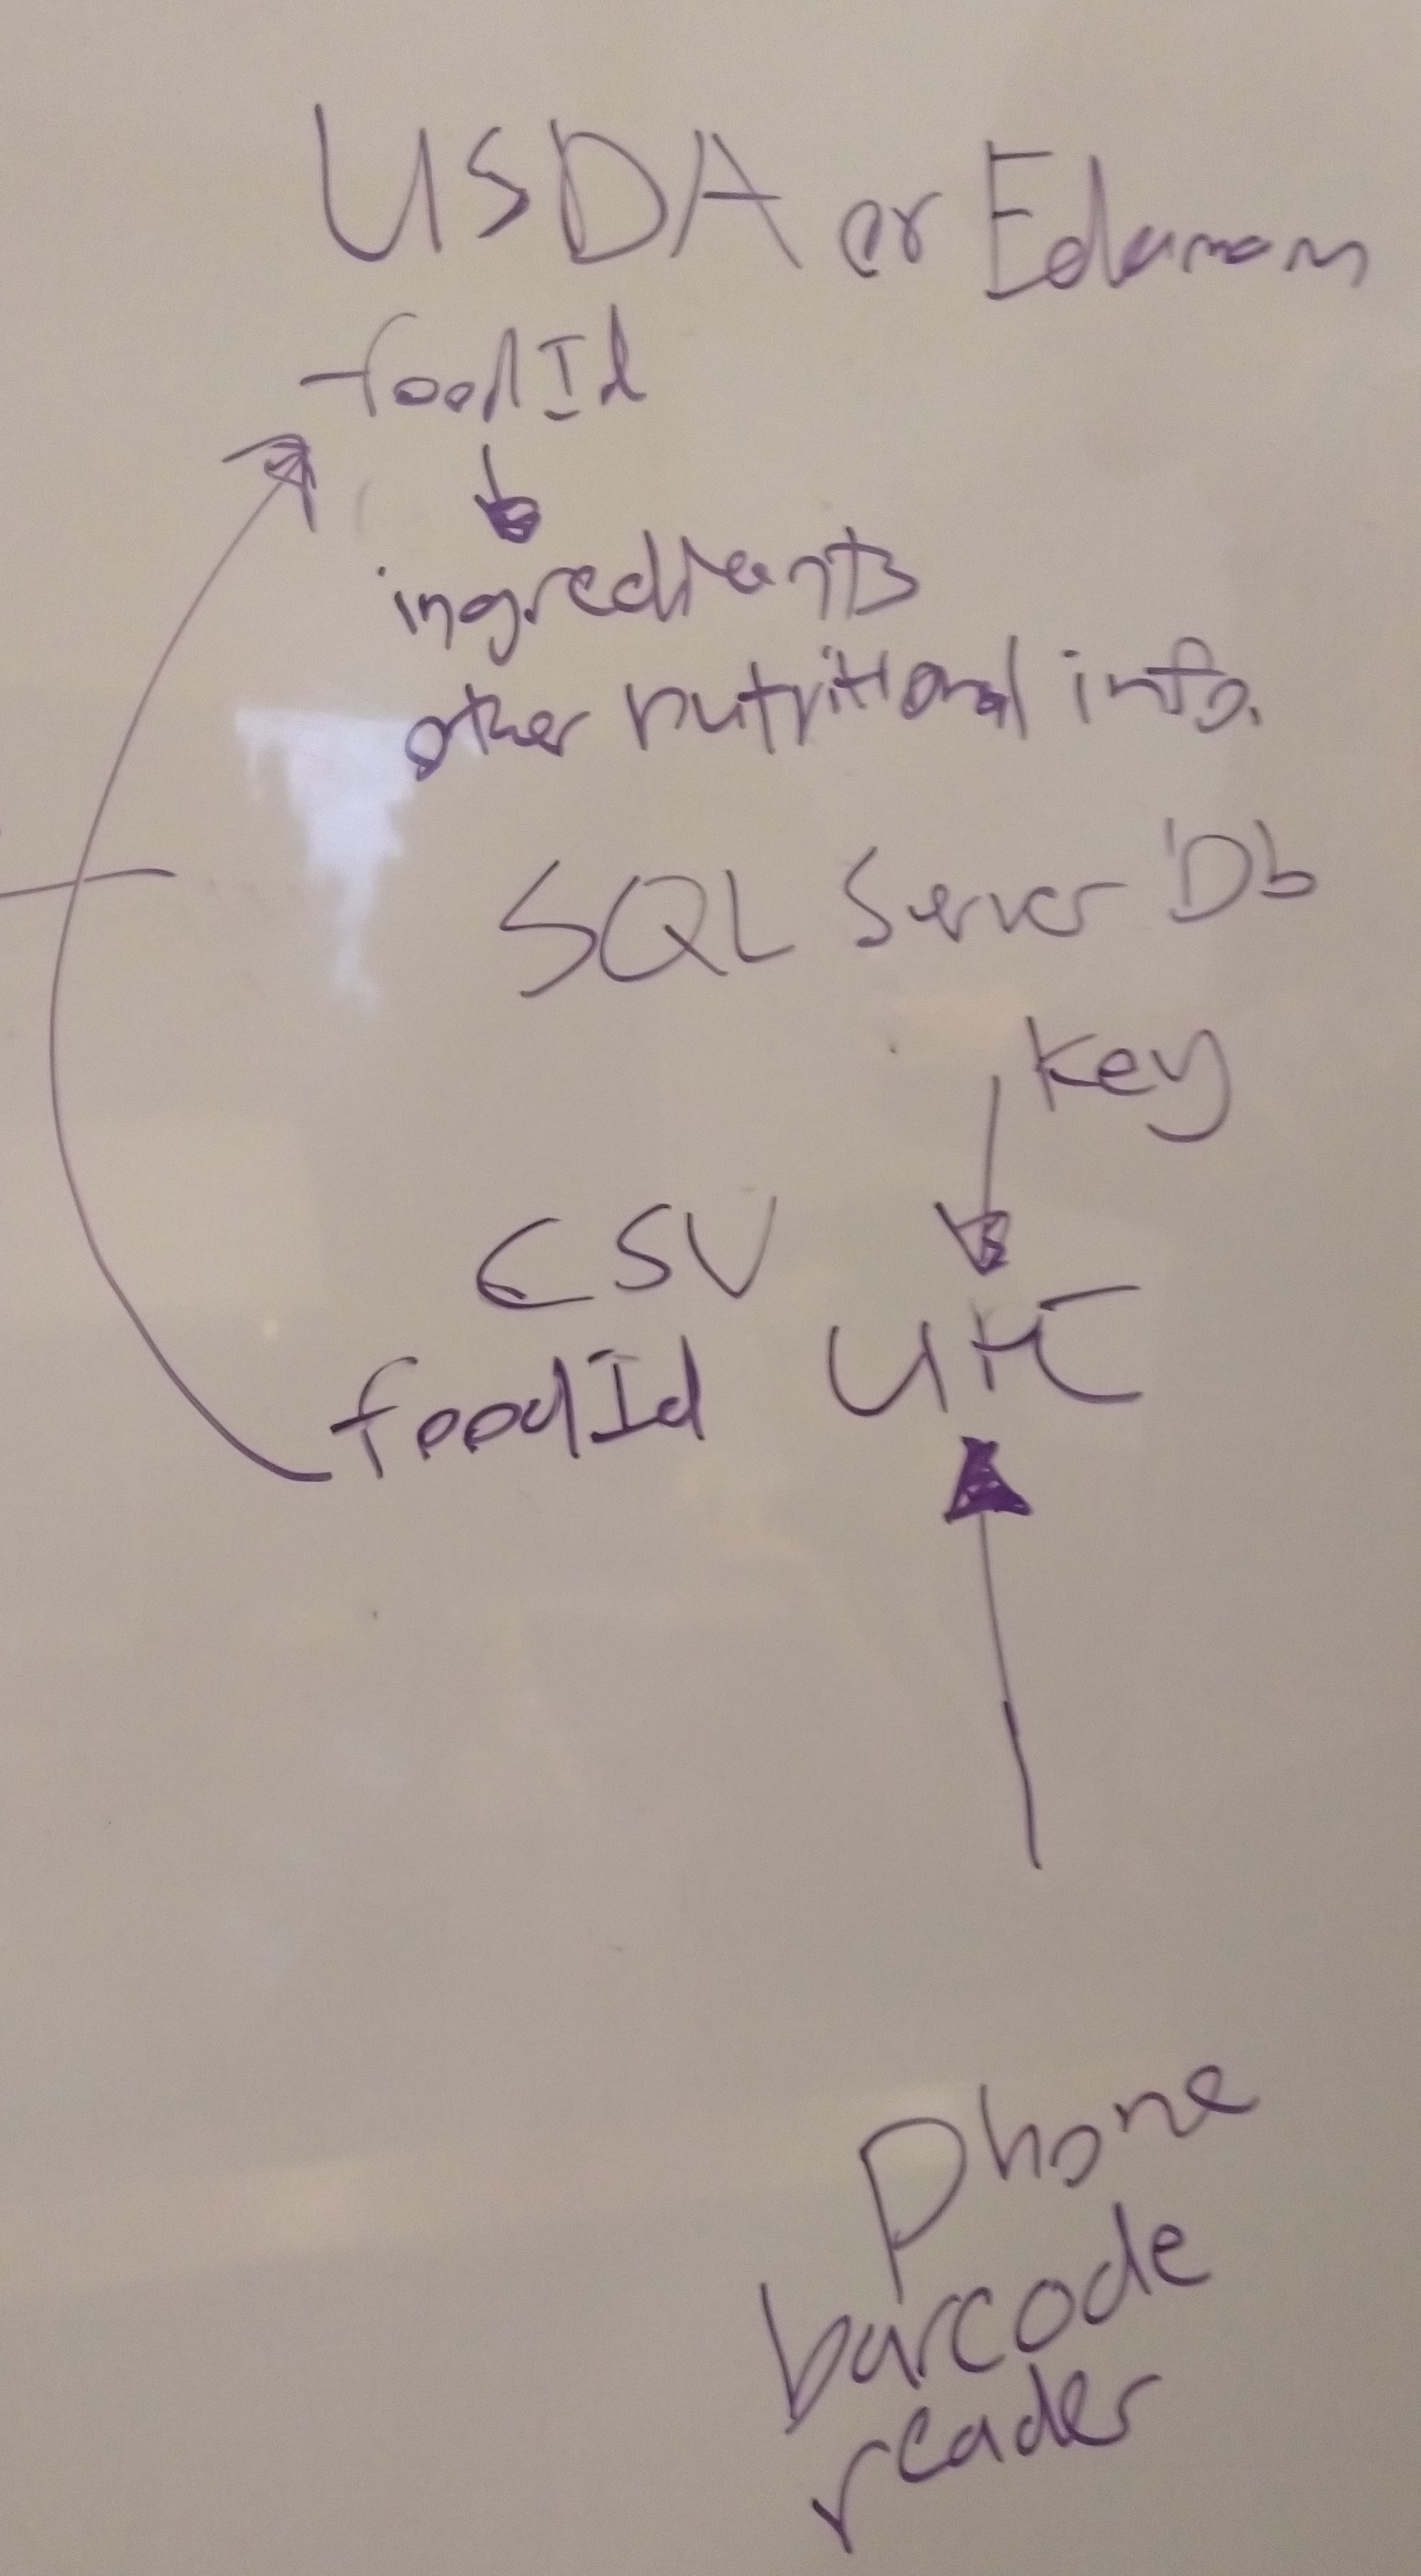 USDA or Edamam
foodId
ingredients
other nutritional info.
SQL Server Db
key
CSV
foodId UPC
Phone
barcode
reader